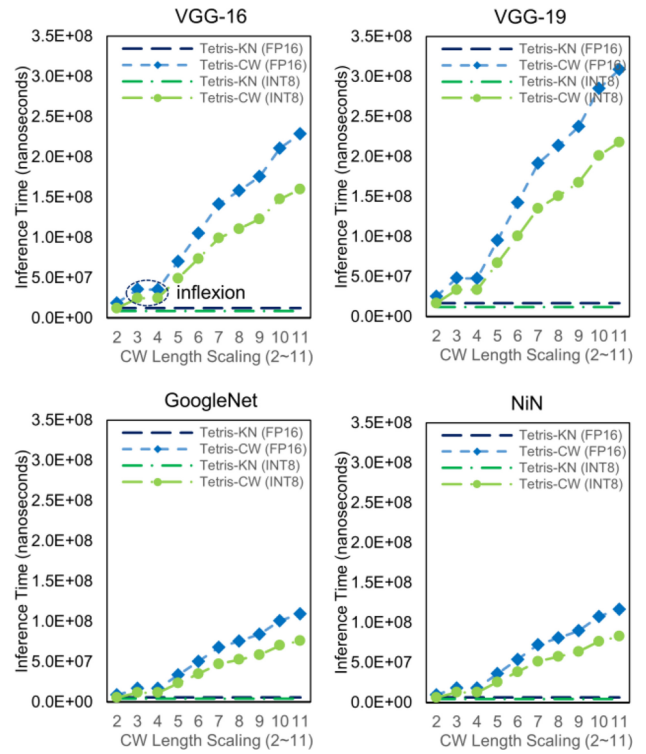 VGG-16
Inference Time (nanoseconds)
3.5E+08
3.0E+08
2.5E+08
2.0E+08
1.5E+08
1.0E+08
5.0E+07
0.0E+00
Tetris-KN (FP16)
Tetris-CW (FP16)
Tetris-KN (INT8)
Tetris-CW (INT8)
inflexion
2 3 4 5 6 7 8 9 10 11
CW Length Scaling (2~11)
VGG-19
Inference Time (nanoseconds)
3.5E+08
3.0E+08
2.5E+08
2.0E+08
1.5E+08
1.0E+08
5.0E+07
0.0E+00
Tetris-KN (FP16)
Tetris-CW (FP16)
Tetris-KN (INT8)
Tetris-CW (INT8)
2 3 4 5 6 7 8 9 10 11
CW Length Scaling (2~11)
GoogleNet
Inference Time (nanoseconds)
3.5E+08
3.0E+08
2.5E+08
2.0E+08
1.5E+08
1.0E+08
5.0E+07
0.0E+00
Tetris-KN (FP16)
Tetris-CW (FP16)
Tetris-KN (INT8)
Tetris-CW (INT8)
2 3 4 5 6 7 8 9 10 11
CW Length Scaling (2~11)
NiN
Inference Time (nanoseconds)
3.5E+08
3.0E+08
2.5E+08
2.0E+08
1.5E+08
1.0E+08
5.0E+07
0.0E+00
Tetris-KN (FP16)
Tetris-CW (FP16)
Tetris-KN (INT8)
Tetris-CW (INT8)
2 3 4 5 6 7 8 9 10 11
CW Length Scaling (2~11)